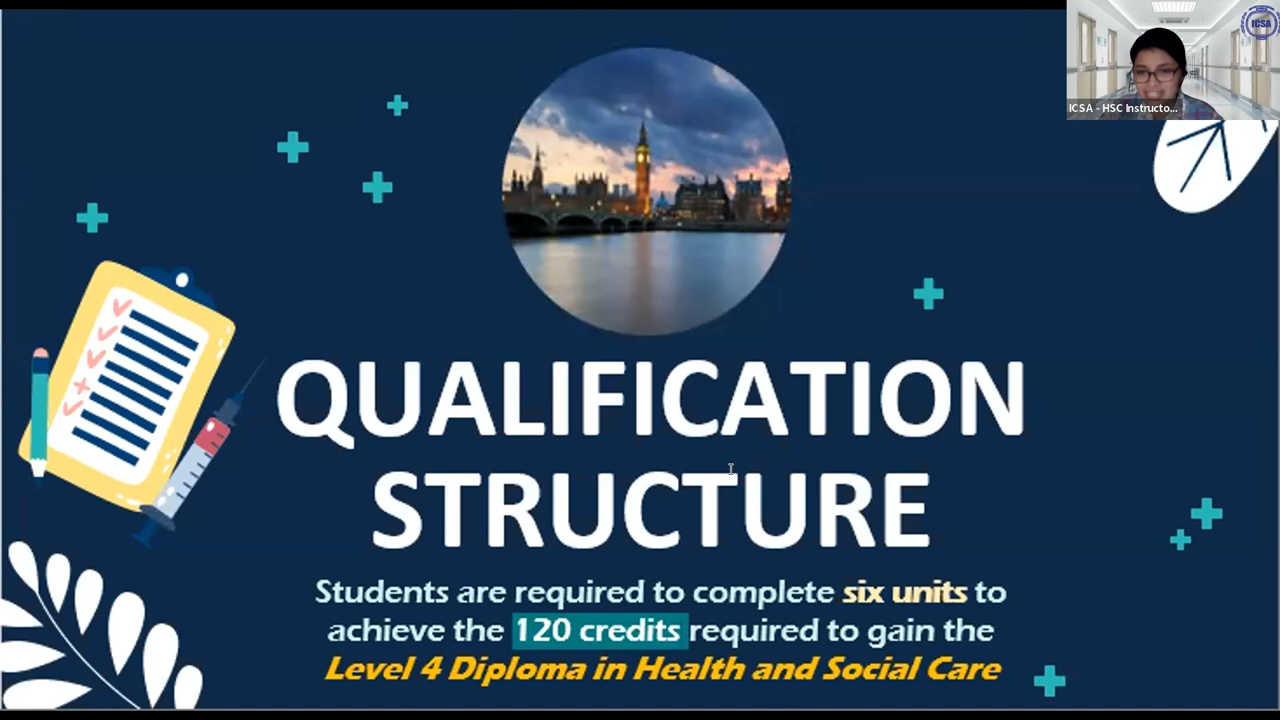 ICSA
ICSA - HSC Instructo...
QUALIFICATION
STRUCTURE
Students are required to complete six units to
achieve the 120 credits required to gain the
Level 4 Diploma in Health and Social Care